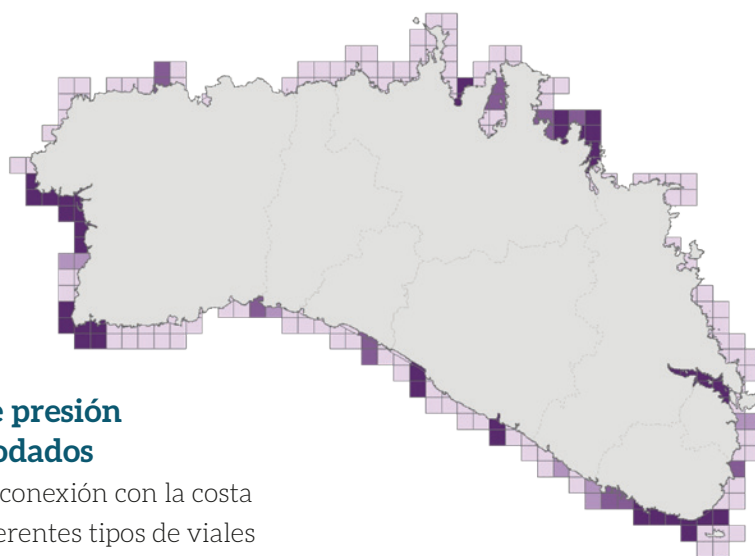 e presión
odados
conexión con la costa
erentes tipos de viales